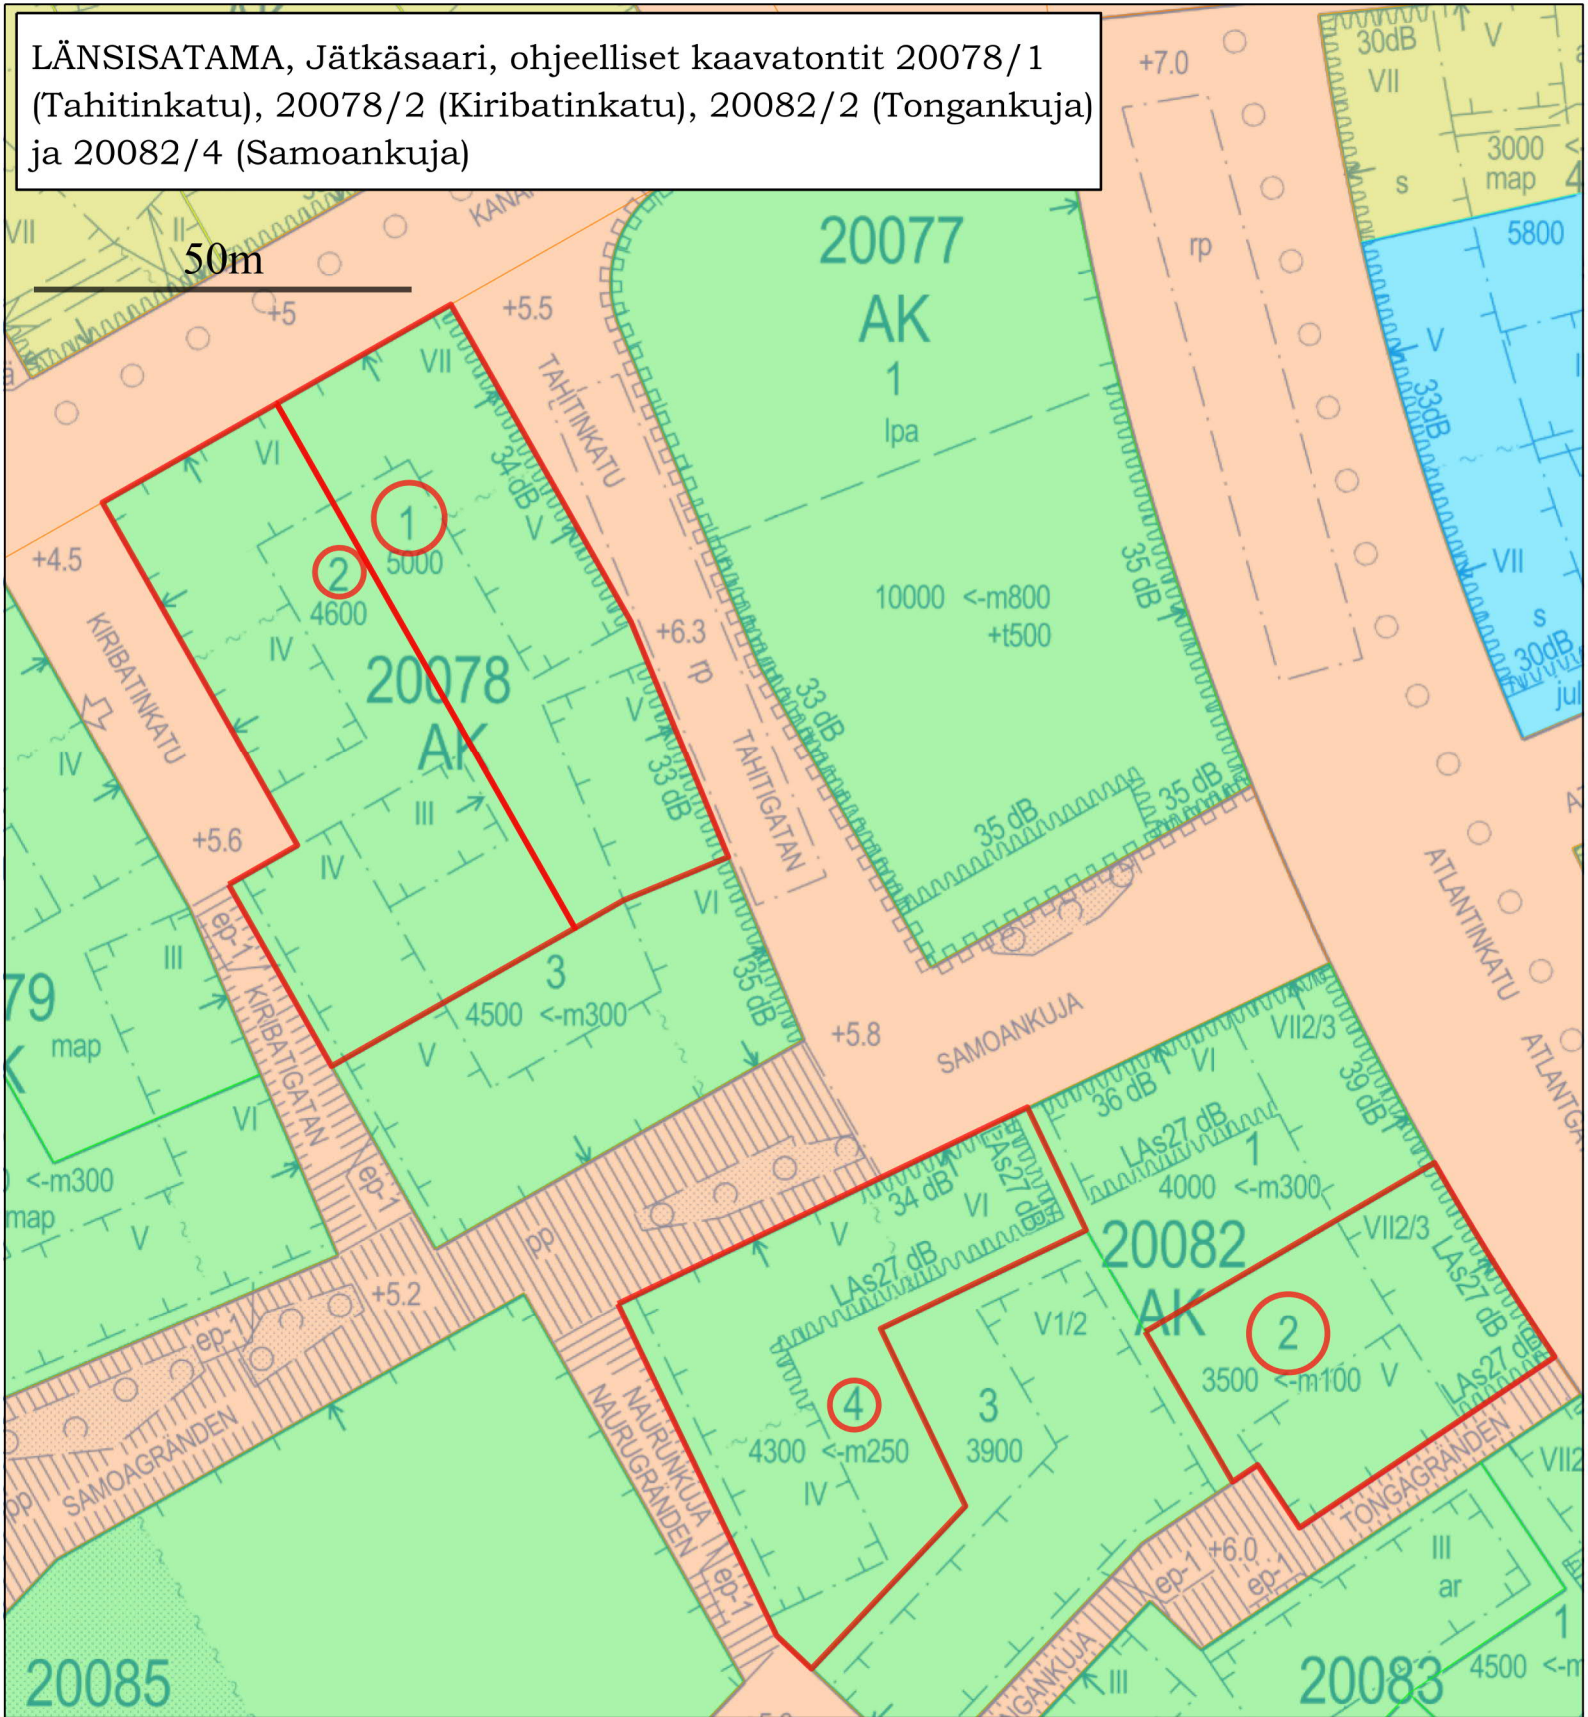 AK
LÄNSISATAMA, Jätkäsaari, ohjeelliset kaavatontit 20078/1
(Tahitinkatu), 20078/2 (Kiribatinkatu), 20082/2 (Tongankuja)
ja 20082/4 (Samoankuja)
50m
VII
II
+5
+5.5
+7.0
rp
30dB
V
VII
3000
map
s
5800
20077
AK
1
lpa
10000 <-m800
+t500
35 dB
33 dB
35 dB
35 dB
V
33dB
VII
s
30dB
jul
VII
VI
TAHITINKATU
34 dB
V
1
5000
2
4600
IV
20078
AK
+4.5
KIRIBATINKATU
IV
+6.3
rp
TAHITIGATAN
V
33 dB
III
IV
+5.6
VI
3
4500 <-m300
35 dB
V
ep-1
KIRIBATIGATAN
ep-1
79
map
III
VI
<-m300
map
V
+5.8
SAMOANKUJA
ATLANTINKATU
VII2/3
VI
36 dB
39 dB
LAs27 dB
1
4000 <-m300
20082
AK
VII2/3
LAs27 dB
2
3500 <-m100
V
LAs27 dB
34 dB
VI
LAs27 dB
V
LAs27 dB
V1/2
4
4300 <-m250
IV
3
3900
pp
+5.2
ep-1
SAMOAGRÄNDEN
pp
NAURUNKUJA
NAURUGRÄNDEN
ep-1
TONGAGRÄNDEN
+6.0
ep-1
ep-1
VII2
III
ar
1
4500
20083
III
20085